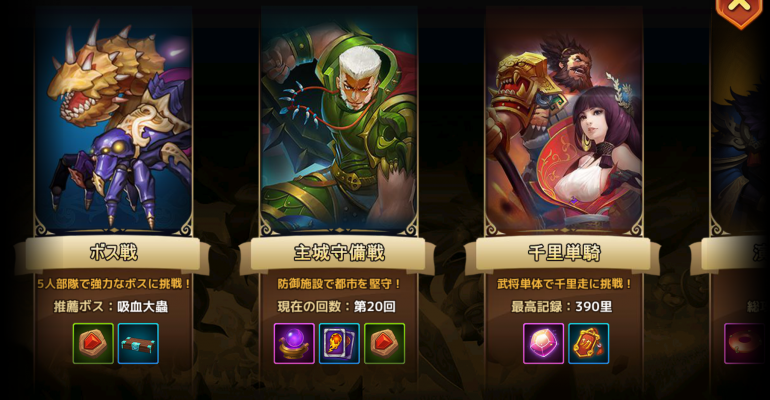 ボス戦
5人部隊で強力なボスに挑戦！
推薦ボス：吸血大蟲
主城守備戦
防御施設で都市を堅守！
現在の回数：第20回
千里単騎
武将単体で千里走に挑戦！
最高記録：390里